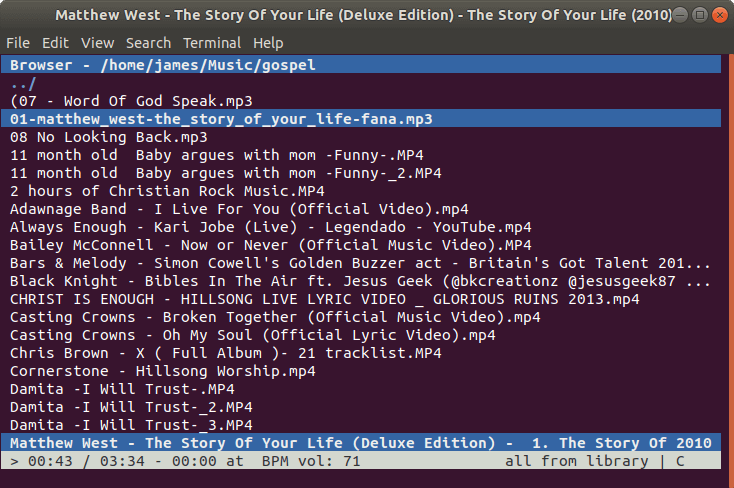 Matthew West - The Story Of Your Life (Deluxe Edition) - The Story Of Your Life (2010)
File Edit View Search Terminal Help
Browser - /home/james/Music/gospel
../
(07 - Word Of God Speak.mp3
01-matthew_west-the_story_of_your_life-fana.mp3
08 No Looking Back.mp3
11 month old  Baby argues with mom -Funny-.MP4
11 month old  Baby argues with mom -Funny-_2.MP4
2 hours of Christian Rock Music.MP4
Adawnage Band - I Live For You (Official Video).mp4
Always Enough - Kari Jobe (Live) - Legendado - YouTube.mp4
Bailey McConnell - Now or Never (Official Music Video).MP4
Bars & Melody - Simon Cowell's Golden Buzzer act - Britain's Got Talent 201...
Black Knight - Bibles In The Air ft. Jesus Geek (@bkcreationz @jesusgeek87 ...
CHRIST IS ENOUGH - HILLSONG LIVE LYRIC VIDEO _ GLORIOUS RUINS 2013.mp4
Casting Crowns - Broken Together (Official Music Video).mp4
Casting Crowns - Oh My Soul (Official Lyric Video).mp4
Chris Brown - X ( Full Album )- 21 tracklist.MP4
Cornerstone - Hillsong Worship.mp4
Damita -I Will Trust-.MP4
Damita -I Will Trust-_2.MP4
Damita -I Will Trust-_3.MP4
Matthew West - The Story Of Your Life (Deluxe Edition) -  1. The Story Of 2010
> 00:43 / 03:34 - 00:00 at  BPM vol: 71 all from library | C